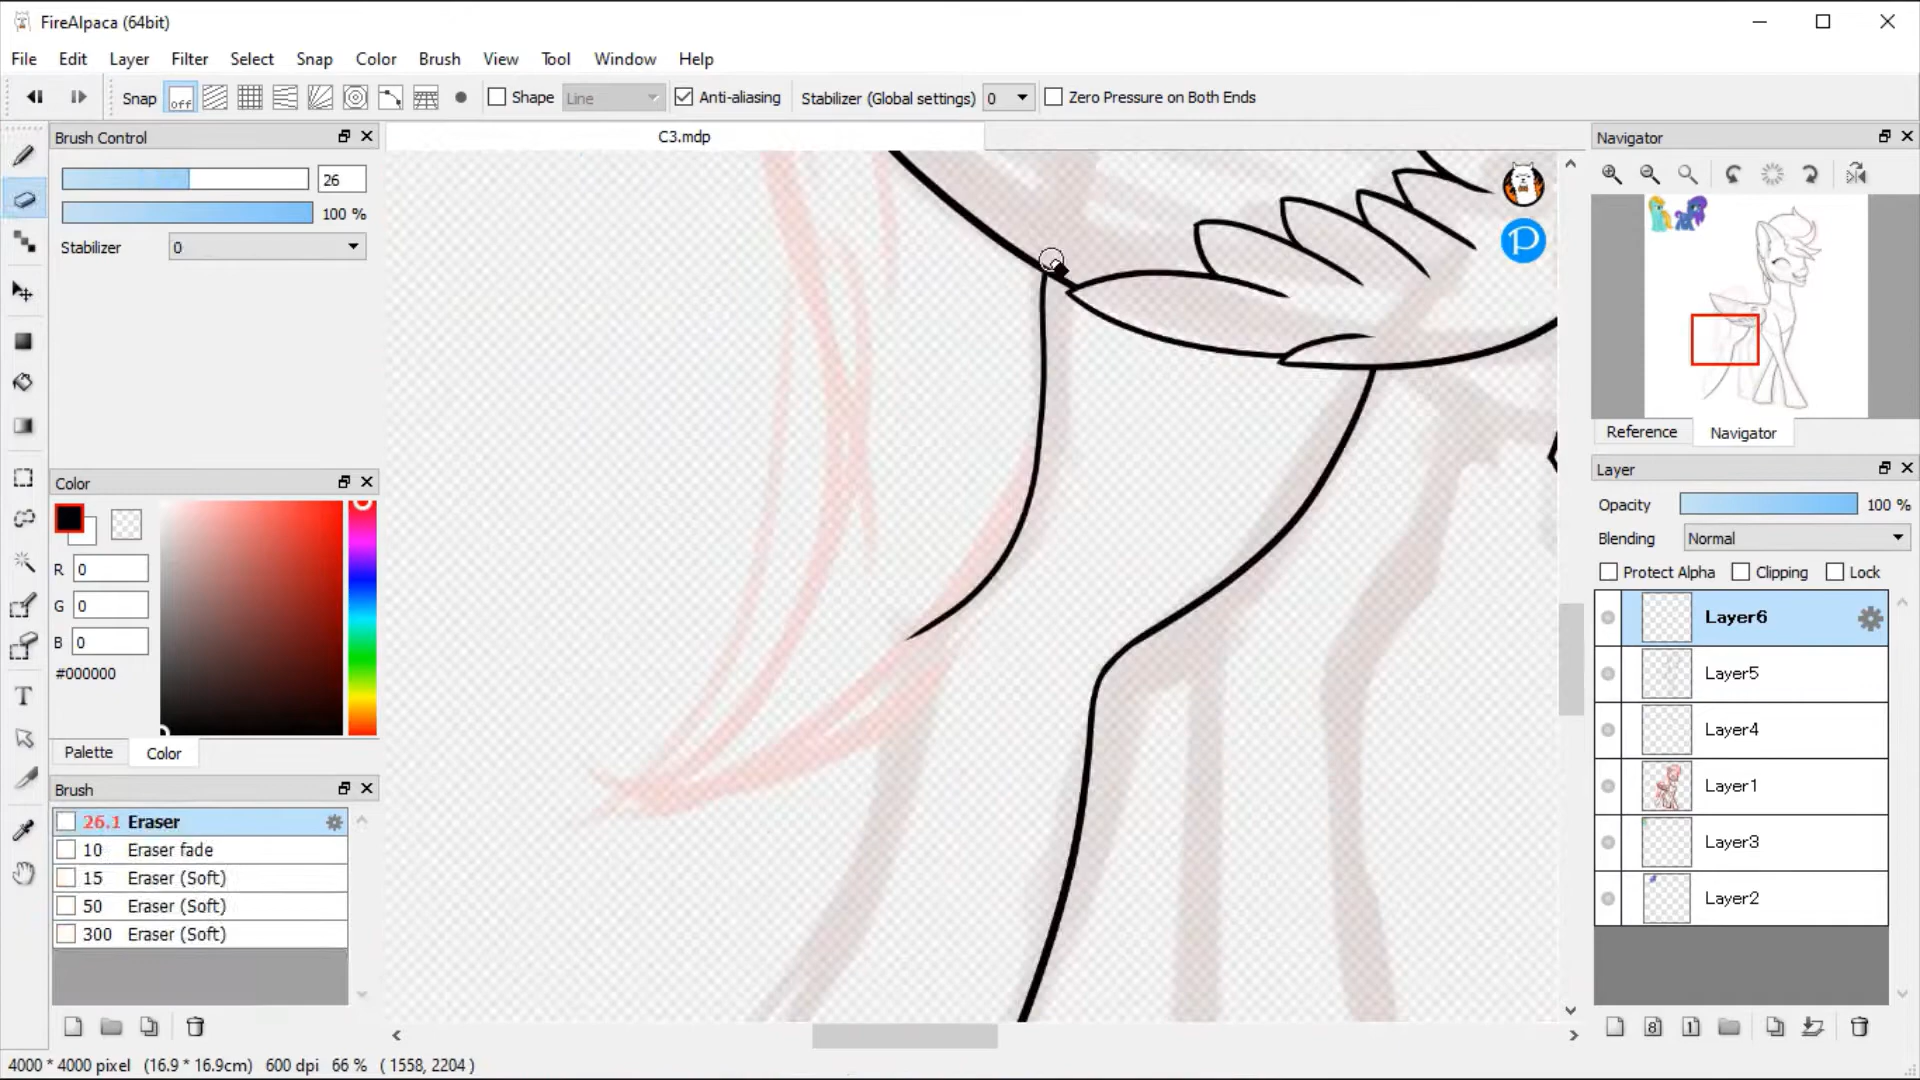 FireAlpaca (64bit)
File Edit Layer Filter Select Snap Color Brush View Tool Window Help
Snap off Shape Line Anti-aliasing Stabilizer (Global settings) 0 Zero Pressure on Both Ends
Brush Control
26
100 %
Stabilizer 0
Color
R 0
G 0
B 0
#000000
Palette Color
Brush
26.1 Eraser
10 Eraser fade
15 Eraser (Soft)
50 Eraser (Soft)
300 Eraser (Soft)
C3.mdp
P
Navigator
Reference Navigator
Layer
Opacity 100 %
Blending Normal
Protect Alpha Clipping Lock
Layer6
Layer5
Layer4
Layer1
Layer3
Layer2
8 1
T
4000 * 4000 pixel (16.9 * 16.9cm) 600 dpi 66 % ( 1558, 2204 )